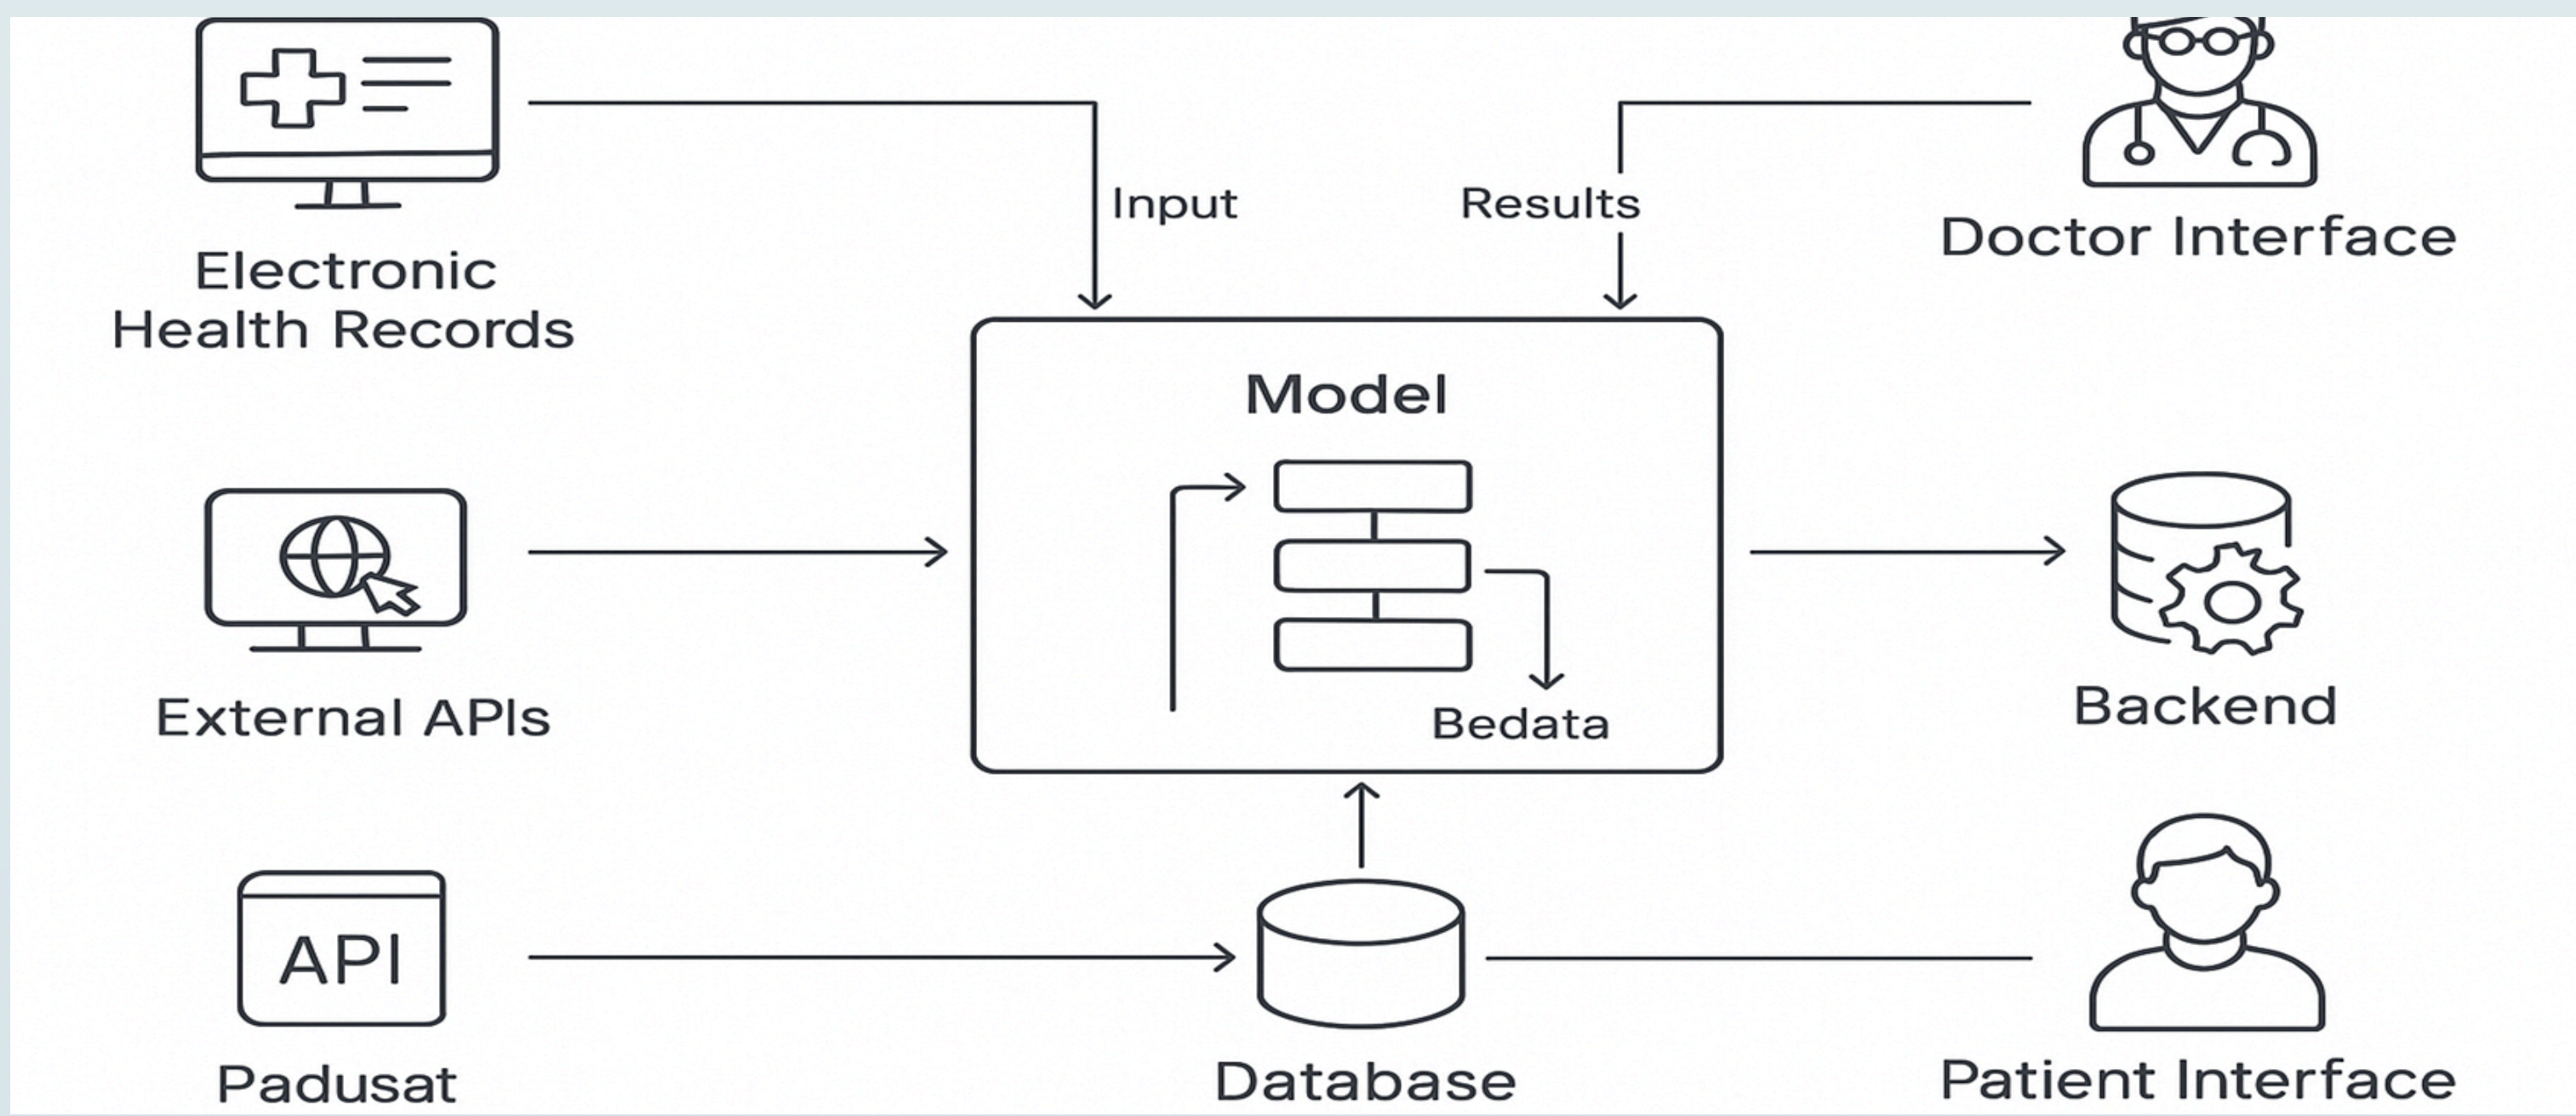 Electronic
Health Records
Input
Results
Doctor Interface
Model
Bedata
External APIs
Backend
API
Padusat
Database
Patient Interface